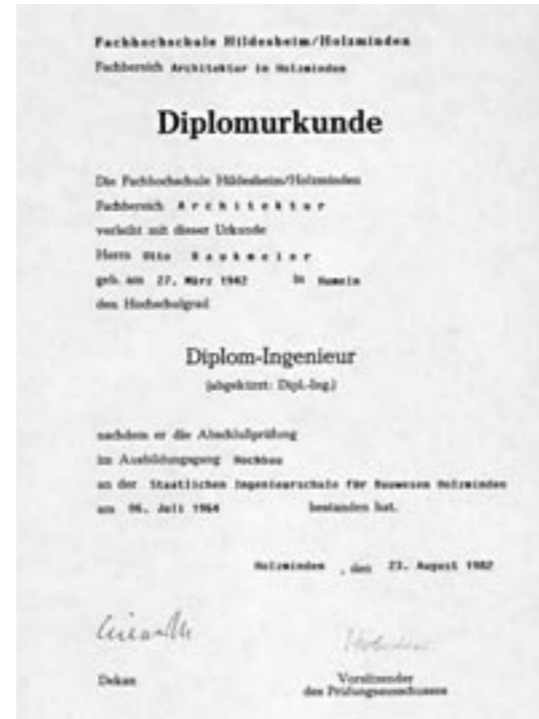 Fachhochschule Hildesheim/Holzminden
Fachbereich Architektur in Holzminden
Diplomurkunde
Die Fachhochschule Hildesheim/Holzminden
Fachbereich Architektur
verleiht mit dieser Urkunde
Herrn Otto
geb. am 27. März 1942 in Hameln
den Hochschulgrad
Diplom-Ingenieur
(abgekürzt: Dipl.-Ing.)
nachdem er die Abschlußprüfung
im Ausbildungsgang Hochbau
an der Staatlichen Ingenieurschule für Bauwesen Holzminden
am 06. Juli 1964 bestanden hat.
Holzminden , den 23. August 1982
Dekan
Vorsitzender
des Prüfungsausschusses